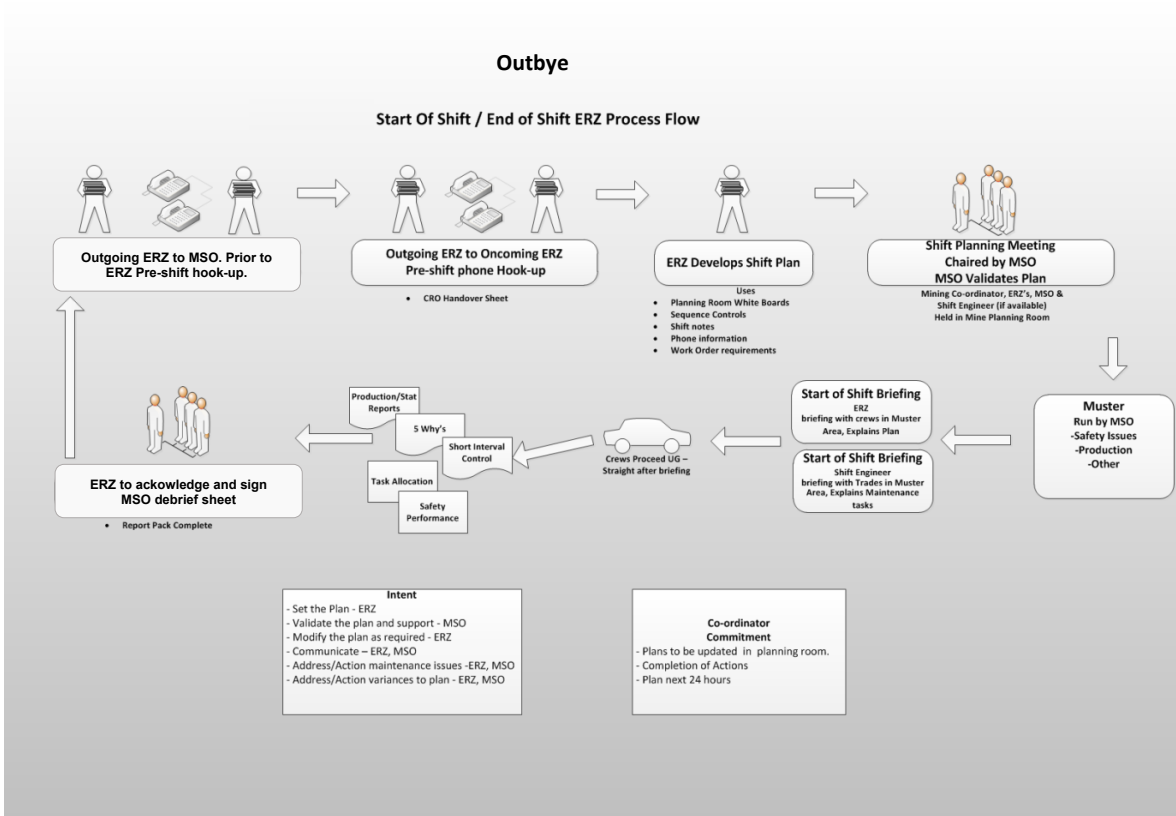 Outbye
Start Of Shift / End of Shift ERZ Process Flow
Outgoing ERZ to MSO. Prior to
ERZ Pre-shift hook-up.
Outgoing ERZ to Oncoming ERZ
Pre-shift phone Hook-up
• CRO Handover Sheet
ERZ Develops Shift Plan
Uses
• Planning Room White Boards
• Sequence Controls
• Shift notes
• Phone information
• Work Order requirements
Shift Planning Meeting
Chaired by MSO
MSO Validates Plan
Mining Co-ordinator, ERZ's, MSO &
Shift Engineer (if available)
Held in Mine Planning Room
Muster
Run by MSO
-Safety Issues
-Production
-Other
Start of Shift Briefing
ERZ
briefing with crews in Muster
Area, Explains Plan
Start of Shift Briefing
Shift Engineer
briefing with Trades in Muster
Area, Explains Maintenance
tasks
Crews Proceed UG –
Straight after briefing
Production/Stat
Reports
5 Why's
Short Interval
Control
Task Allocation
Safety
Performance
ERZ to ackowledge and sign
MSO debrief sheet
• Report Pack Complete
Intent
- Set the Plan - ERZ
- Validate the plan and support - MSO
- Modify the plan as required - ERZ
- Communicate – ERZ, MSO
- Address/Action maintenance issues -ERZ, MSO
- Address/Action variances to plan - ERZ, MSO
Co-ordinator
Commitment
- Plans to be updated in planning room.
- Completion of Actions
- Plan next 24 hours